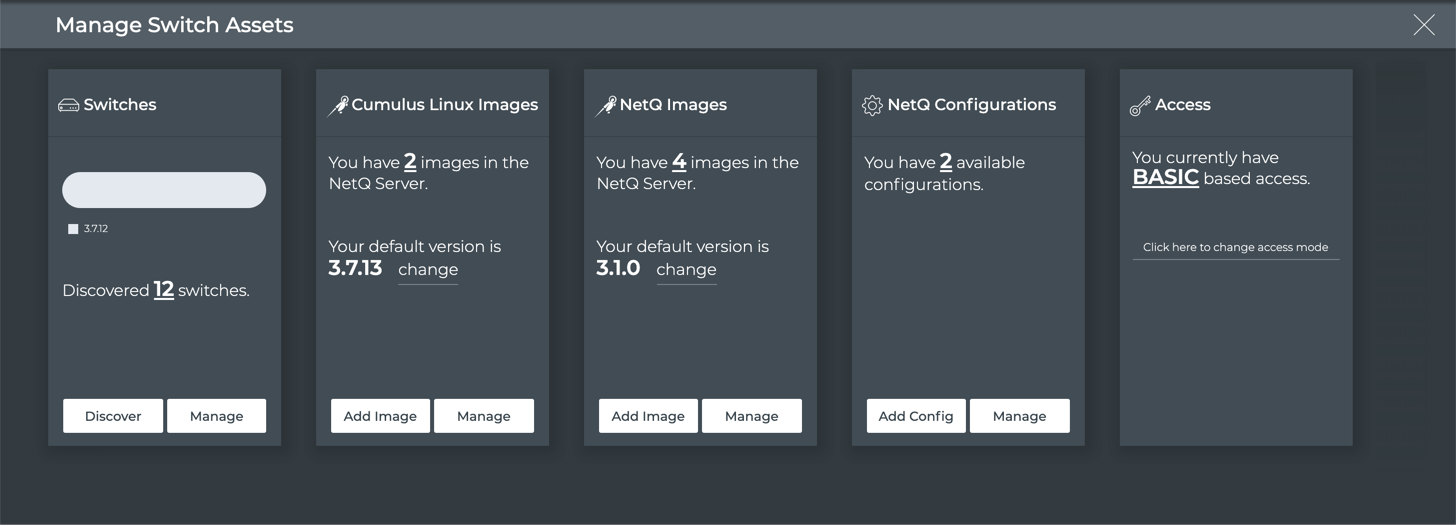 Manage Switch Assets
Switches
3.7.12
Discovered 12 switches.
Discover
Manage
Cumulus Linux Images
You have 2 images in the
NetQ Server.
Your default version is
3.7.13 change
Add Image
Manage
NetQ Images
You have 4 images in the
NetQ Server.
Your default version is
3.1.0 change
Add Image
Manage
NetQ Configurations
You have 2 available
configurations.
Add Config
Manage
Access
You currently have
BASIC based access.
Click here to change access mode